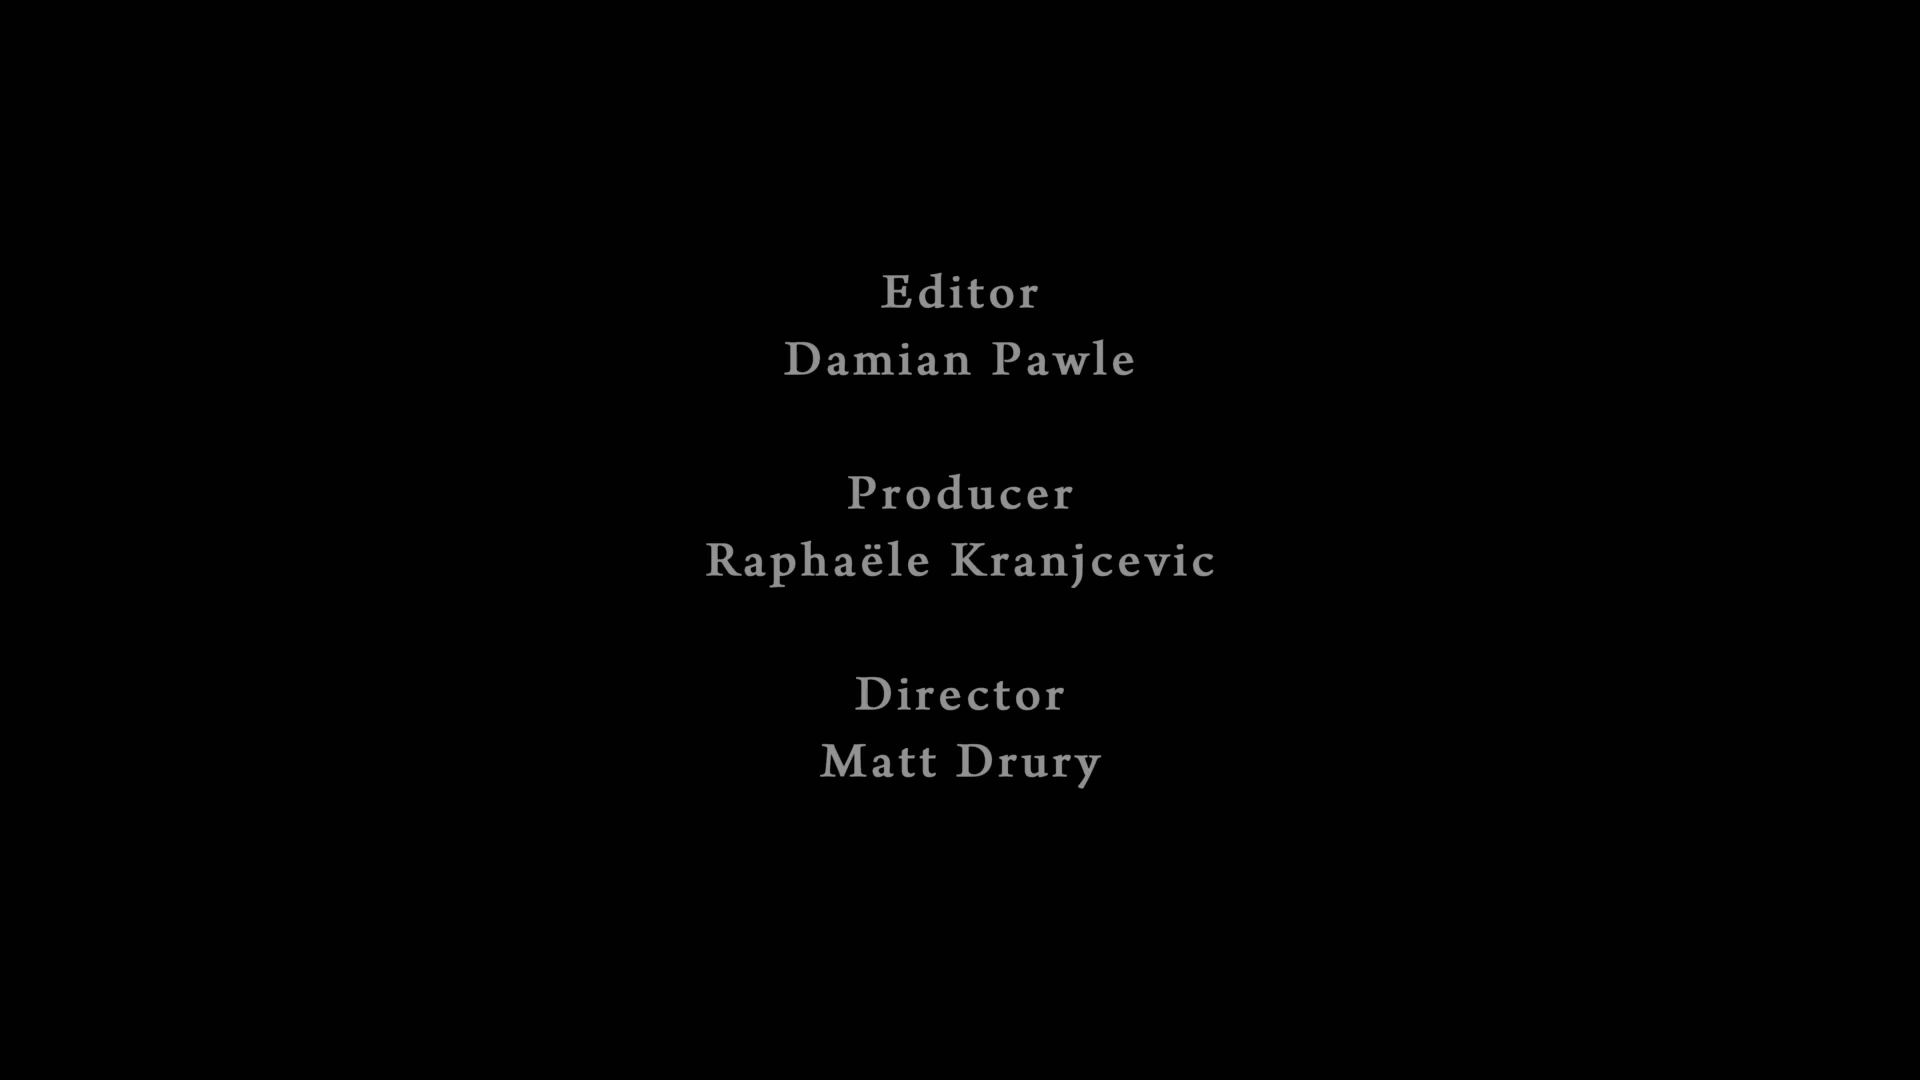 Editor
Damian Pawle
Producer
Raphaële Kranjcevic
Director
Matt Drury